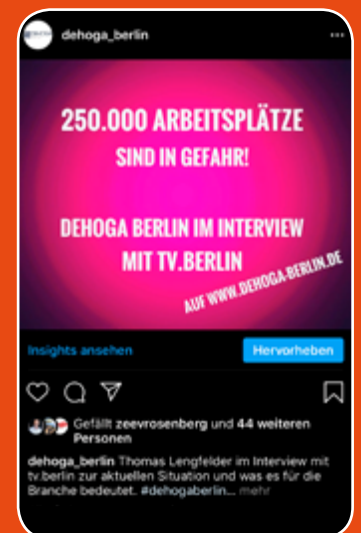 dehoga_berlin
250.000 ARBEITSPLÄTZE
SIND IN GEFAHR!
DEHOGA BERLIN IM INTERVIEW
MIT TV.BERLIN
AUF WWW.DEHOGA-BERLIN.DE
Insights ansehen
Hervorheben
Gefällt zeevrosenberg und 44 weiteren
Personen
dehoga_berlin Thomas Lengfelder im Interview mit
tv.berlin zur aktuellen Situation und was es für die
Branche bedeutet. #dehogaberlin... mehr